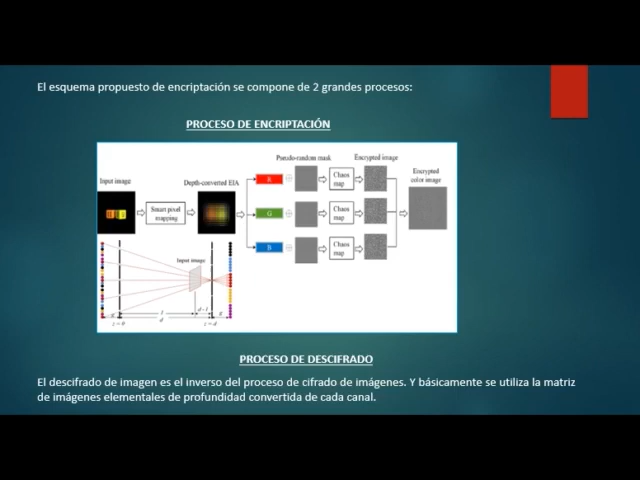 El esquema propuesto de encriptación se compone de 2 grandes procesos:
PROCESO DE ENCRIPTACIÓN
Pseudo-random mask
Encrypted image
Input image
Depth-converted EIA
Encrypted
color image
R
Chaos
map
Smart pixel
mapping
G
Chaos
map
B
Chaos
map
Input image
g
l
d - l
g
d
z = 0
z = d
PROCESO DE DESCIFRADO
El descifrado de imagen es el inverso del proceso de cifrado de imágenes. Y básicamente se utiliza la matriz
de imágenes elementales de profundidad convertida de cada canal.